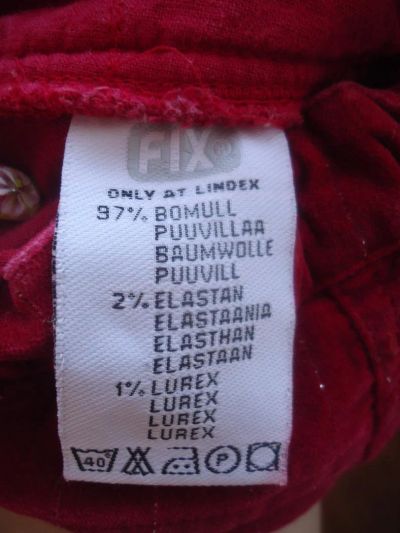 FIX®
ONLY AT LINDEX
97% BOMULL
PUUVILLAA
BAUMWOLLE
PUUVILL
2% ELASTAN
ELASTAANIA
ELASTHAN
ELASTAAN
1% LUREX
LUREX
LUREX
LUREX
40° P